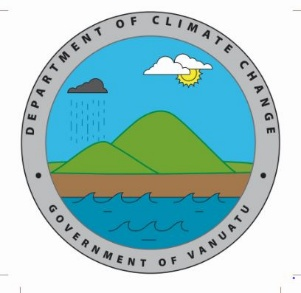 DEPARTMENT OF CLIMATE CHANGE
GOVERNMENT OF VANUATU